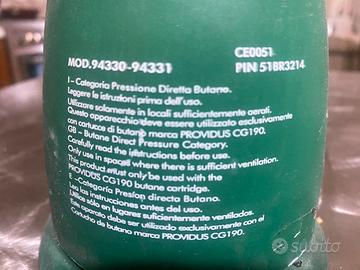 MOD.94330-94331
CE0051
PIN 51BR3214
I - Categoria Pressione Diretta Butano.
Leggere le istruzioni prima dell'uso.
Utilizzare solamente in locali sufficientemente aerati.
Questo apparecchio deve essere utilizzato esclusivamente
con cartucce di butano marca PROVIDUS CG190.
GB - Butane Direct Pressure Category.
Carefully read the instructions before use.
Only use in spaces where there is sufficient ventilation.
This product must only be used with the
PROVIDUS CG190 butane cartridge.
E - Categoria Presión directa Butano.
Lea las instrucciones antes del uso.
Utilice sólo en lugares suficientemente ventilados.
Este aparato debe ser utilizado exclusivamente con el
Cartucho de butano marca PROVIDUS CG190.
subito